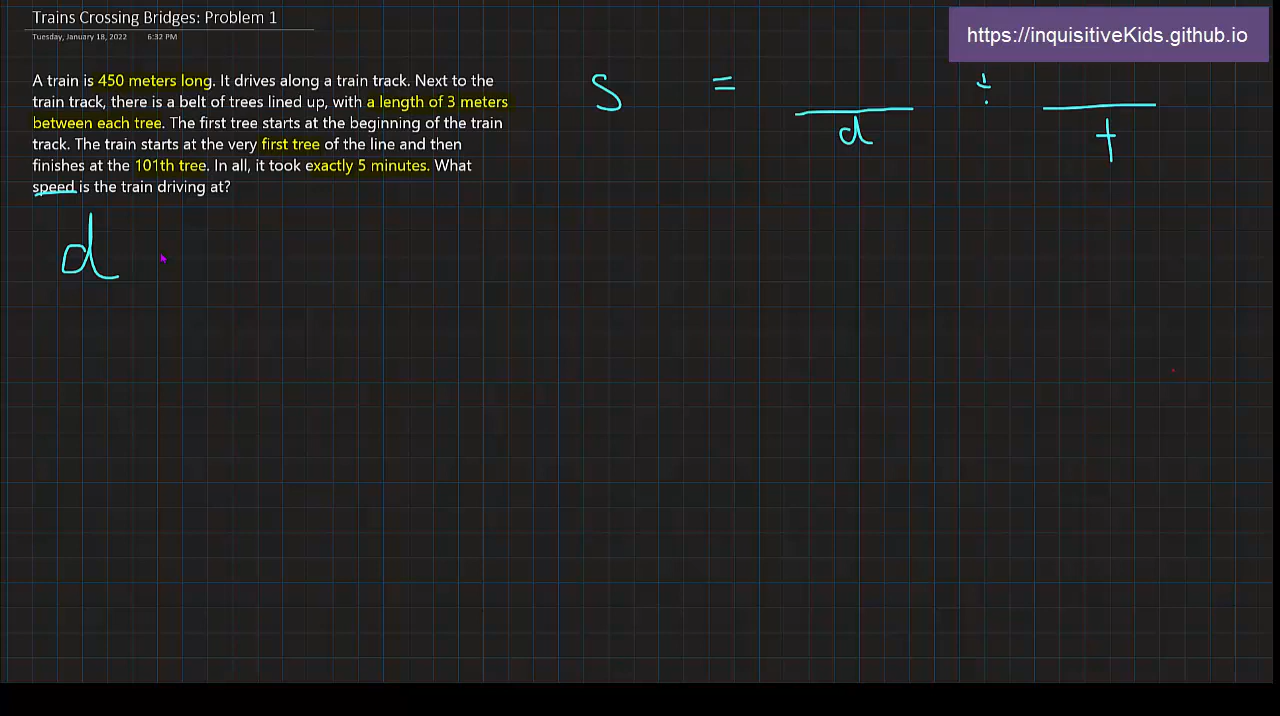 Trains Crossing Bridges: Problem 1
Tuesday, January 18, 2022 6:32 PM
https://inquisitiveKids.github.io
A train is 450 meters long. It drives along a train track. Next to the
train track, there is a belt of trees lined up, with a length of 3 meters
between each tree. The first tree starts at the beginning of the train
track. The train starts at the very first tree of the line and then
finishes at the 101th tree. In all, it took exactly 5 minutes. What
speed is the train driving at?
S = ÷
d t
d